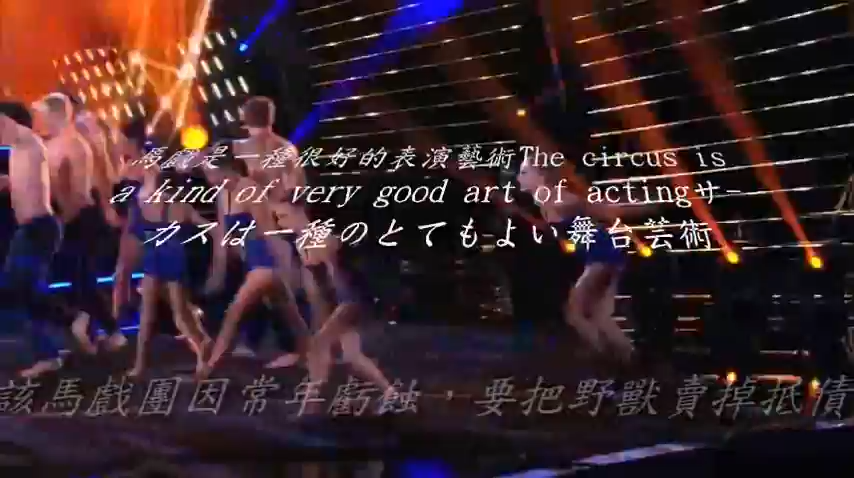 馬戲是一種很好的表演藝術The circus is
a kind of very good art of actingサー
カスは一種のとてもよい舞台芸術
該馬戲團因常年虧蝕，要把野獸賣掉抵債